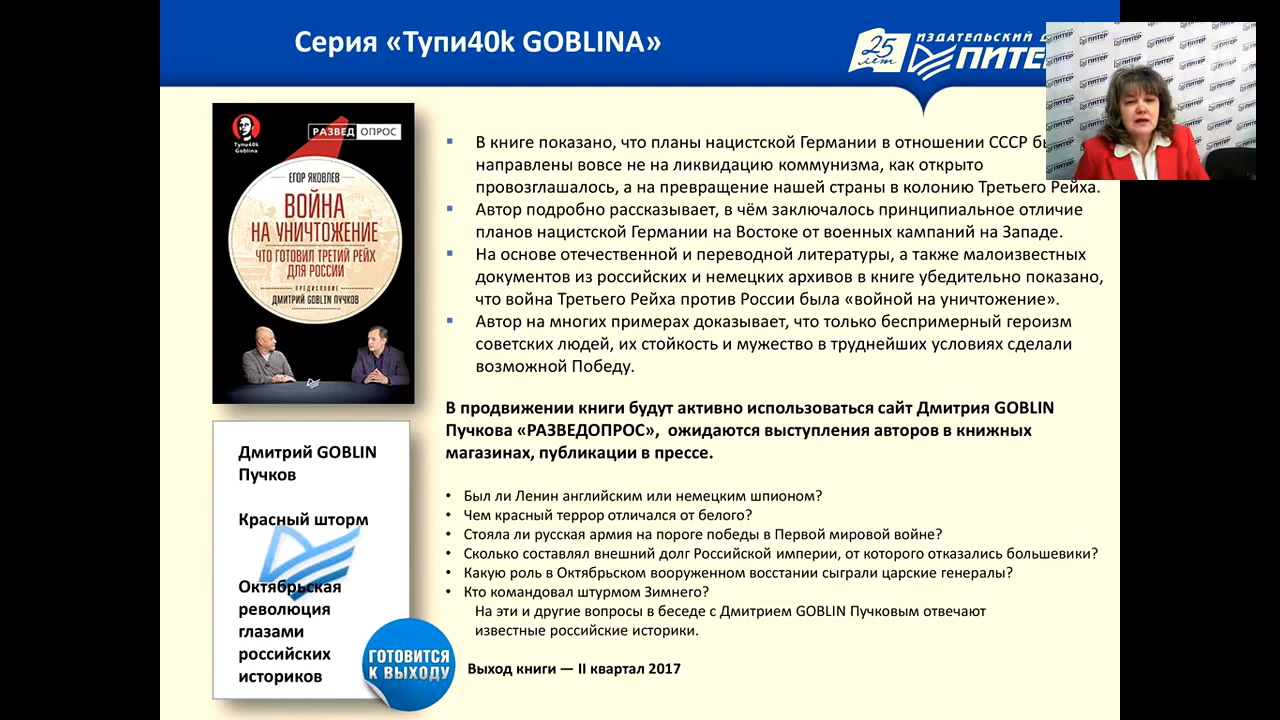 Серия «Тупи40k GOBLINA»
25 лет
ИЗДАТЕЛЬСКИЙ
ПИТЕР
Тупи40k
Goblina
РАЗВЕД ОПРОС
ЕГОР ЯКОВЛЕВ
ВОЙНА
НА УНИЧТОЖЕНИЕ
ЧТО ГОТОВИЛ ТРЕТИЙ РЕЙХ
ДЛЯ РОССИИ
ПРЕДИСЛОВИЕ
ДМИТРИЙ GOBLIN ПУЧКОВ
В книге показано, что планы нацистской Германии в отношении СССР
направлены вовсе не на ликвидацию коммунизма, как открыто
провозглашалось, а на превращение нашей страны в колонию Третьего Рейха.
Автор подробно рассказывает, в чём заключалось принципиальное отличие
планов нацистской Германии на Востоке от военных кампаний на Западе.
На основе отечественной и переводной литературы, а также малоизвестных
документов из российских и немецких архивов в книге убедительно показано,
что война Третьего Рейха против России была «войной на уничтожение».
Автор на многих примерах доказывает, что только беспримерный героизм
советских людей, их стойкость и мужество в труднейших условиях сделали
возможной Победу.
В продвижении книги будут активно использоваться сайт Дмитрия GOBLIN
Пучкова «РАЗВЕДОПРОС», ожидаются выступления авторов в книжных
магазинах, публикации в прессе.
Дмитрий GOBLIN
Пучков
Красный шторм
Октябрьская
революция
глазами
российских
историков
ГОТОВИТСЯ
К ВЫХОДУ
• Был ли Ленин английским или немецким шпионом?
• Чем красный террор отличался от белого?
• Стояла ли русская армия на пороге победы в Первой мировой войне?
• Сколько составлял внешний долг Российской империи, от которого отказались большевики?
• Какую роль в Октябрьском вооруженном восстании сыграли царские генералы?
• Кто командовал штурмом Зимнего?
На эти и другие вопросы в беседе с Дмитрием GOBLIN Пучковым отвечают
известные российские историки.
Выход книги — II квартал 2017